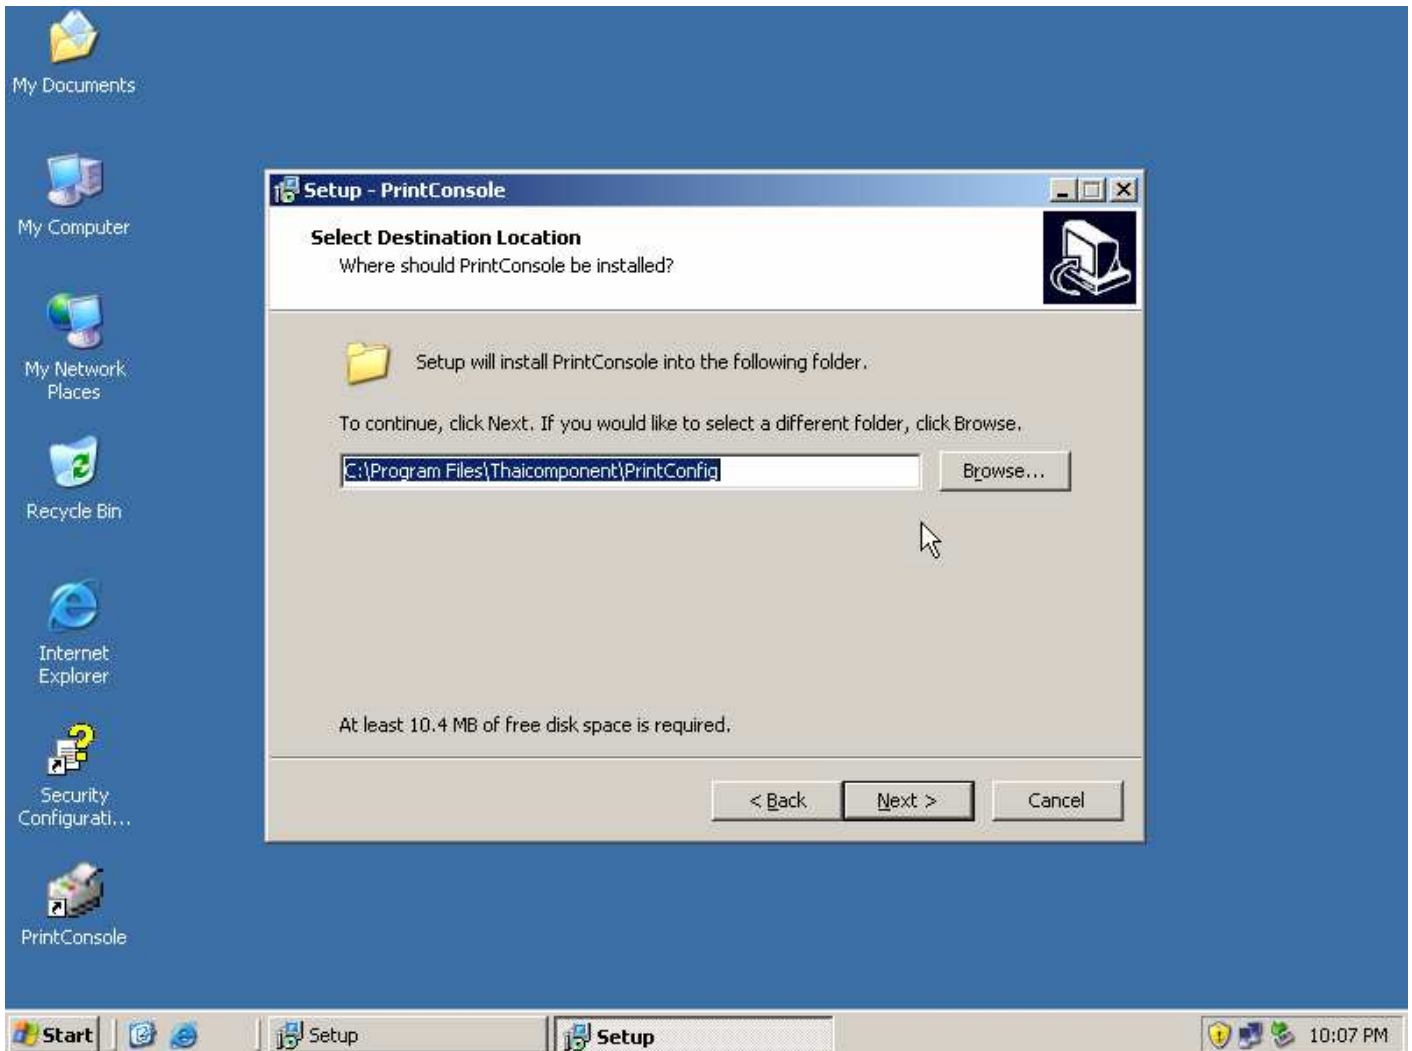 My Documents
My Computer
My Network
Places
Recycle Bin
Internet
Explorer
Security
Configurati...
PrintConsole
Setup - PrintConsole
Select Destination Location
Where should PrintConsole be installed?
Setup will install PrintConsole into the following folder.
To continue, click Next. If you would like to select a different folder, click Browse.
C:\Program Files\Thaicomponent\PrintConfig
Browse...
At least 10.4 MB of free disk space is required.
< Back Next > Cancel
Start Setup Setup 10:07 PM